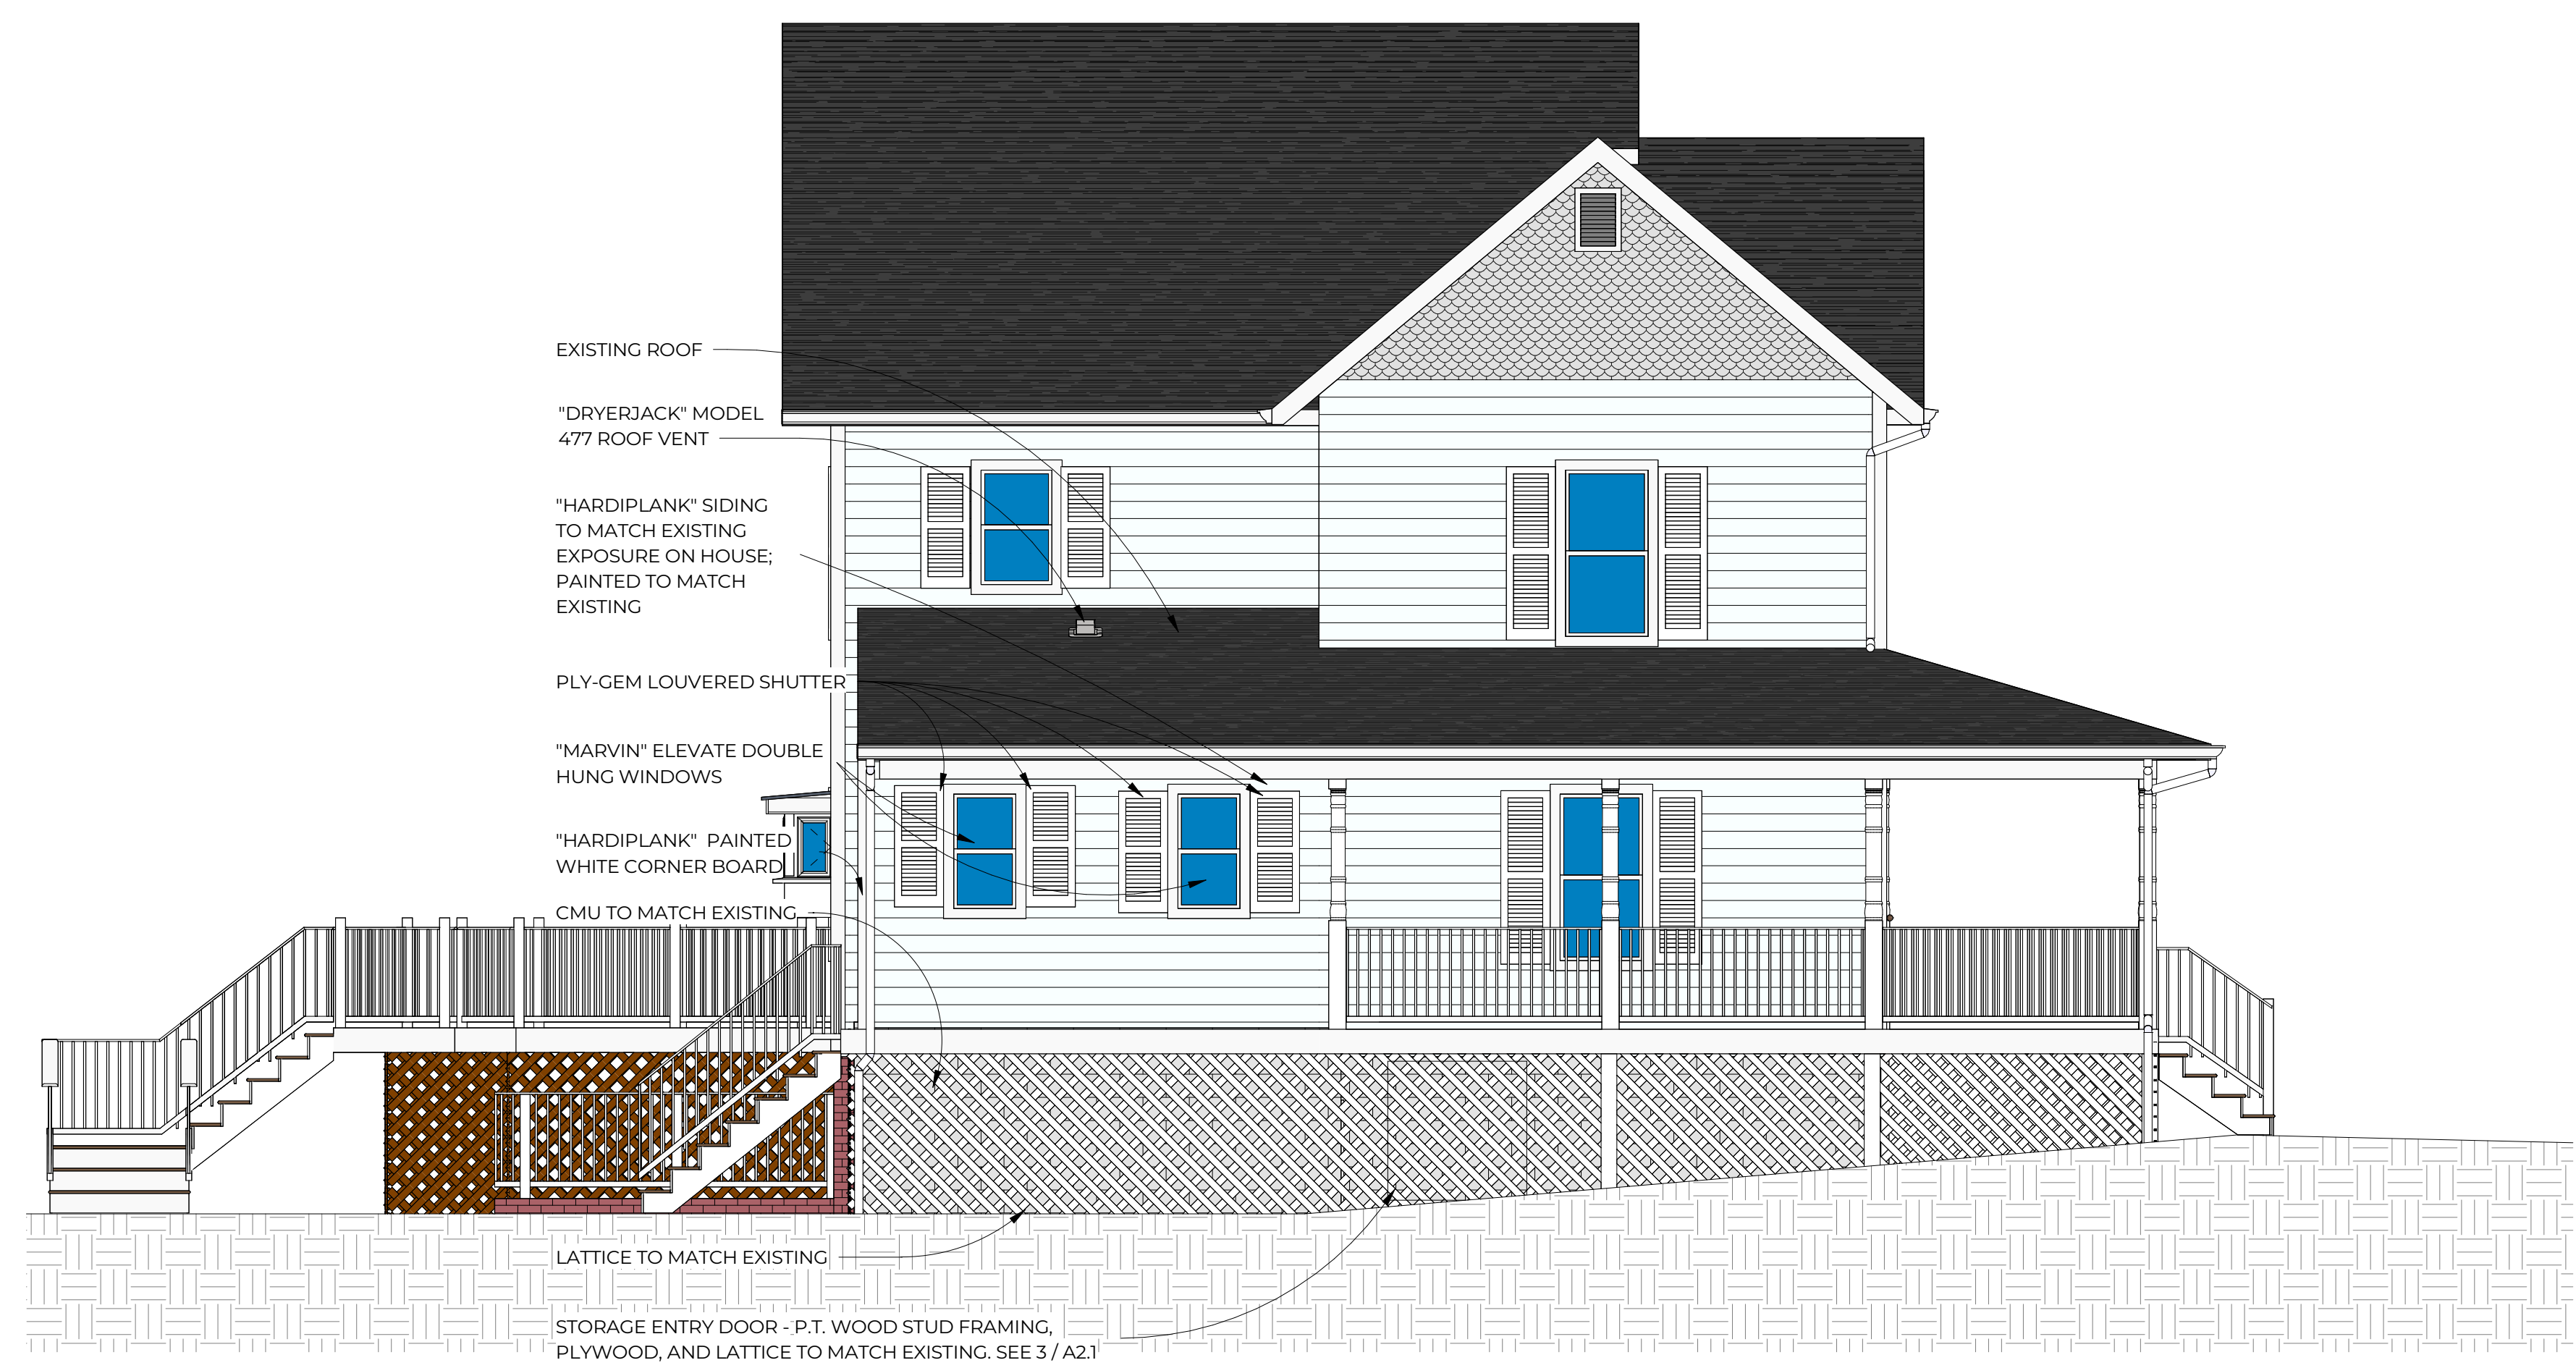 EXISTING ROOF
"DRYERJACK" MODEL
477 ROOF VENT
"HARDIPLANK" SIDING
TO MATCH EXISTING
EXPOSURE ON HOUSE;
PAINTED TO MATCH
EXISTING
PLY-GEM LOUVERED SHUTTER
"MARVIN" ELEVATE DOUBLE
HUNG WINDOWS
"HARDIPLANK" PAINTED
WHITE CORNER BOARD
CMU TO MATCH EXISTING
LATTICE TO MATCH EXISTING
STORAGE ENTRY DOOR - P.T. WOOD STUD FRAMING,
PLYWOOD, AND LATTICE TO MATCH EXISTING. SEE 3 / A2.1